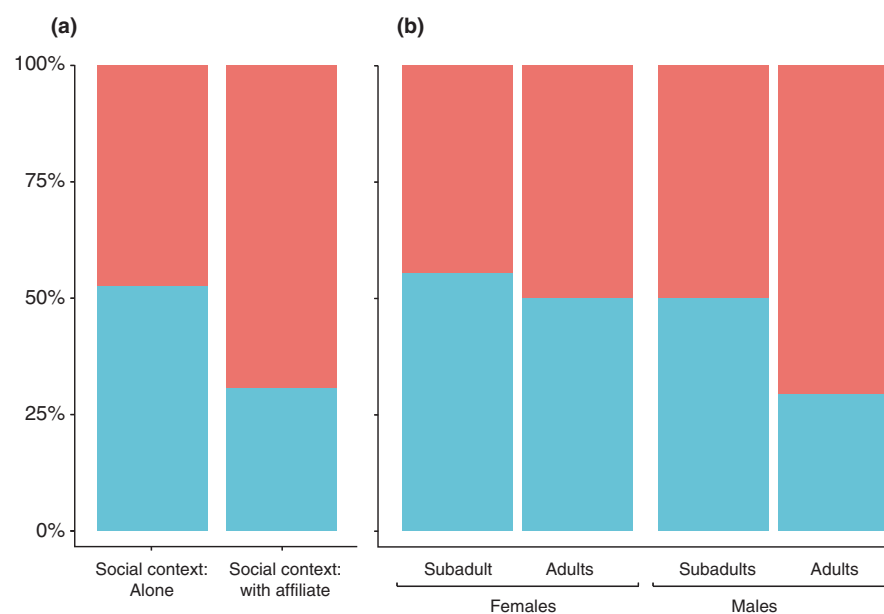 (a)
(b)
100%
75%
50%
25%
0%
Social context:
Alone
Social context:
with affiliate
Subadult
Adults
Subadults
Adults
Females
Males